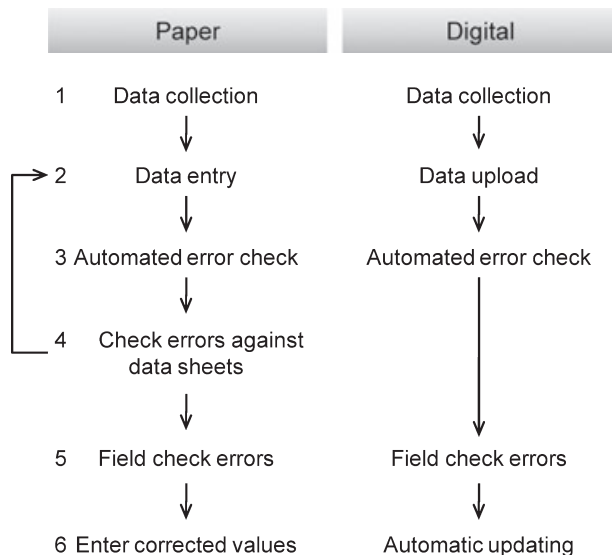 Paper Digital
1 Data collection Data collection
2 Data entry Data upload
3 Automated error check Automated error check
4 Check errors against
data sheets
5 Field check errors Field check errors
6 Enter corrected values Automatic updating